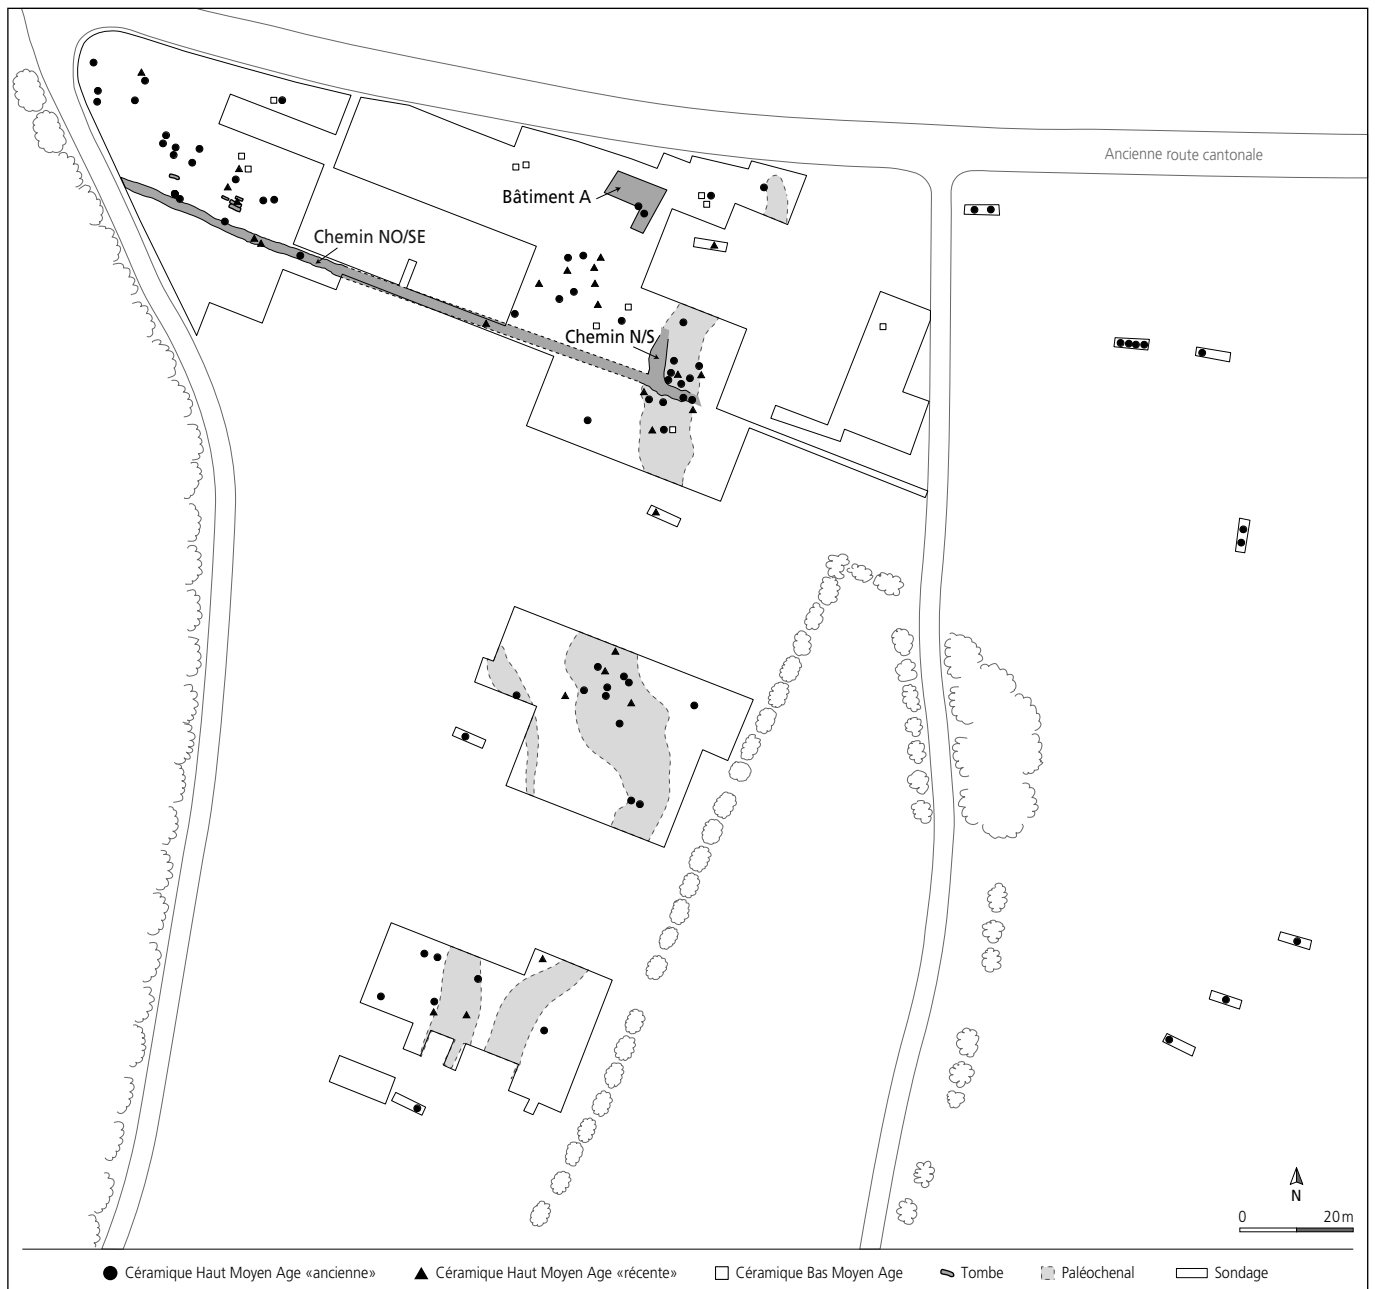 Ancienne route cantonale
Bâtiment A
Chemin NO/SE
Chemin N/S
N
0 20 m
Céramique Haut Moyen Age «ancienne» Céramique Haut Moyen Age «récente» Céramique Bas Moyen Age Tombe Paléochenal Sondage